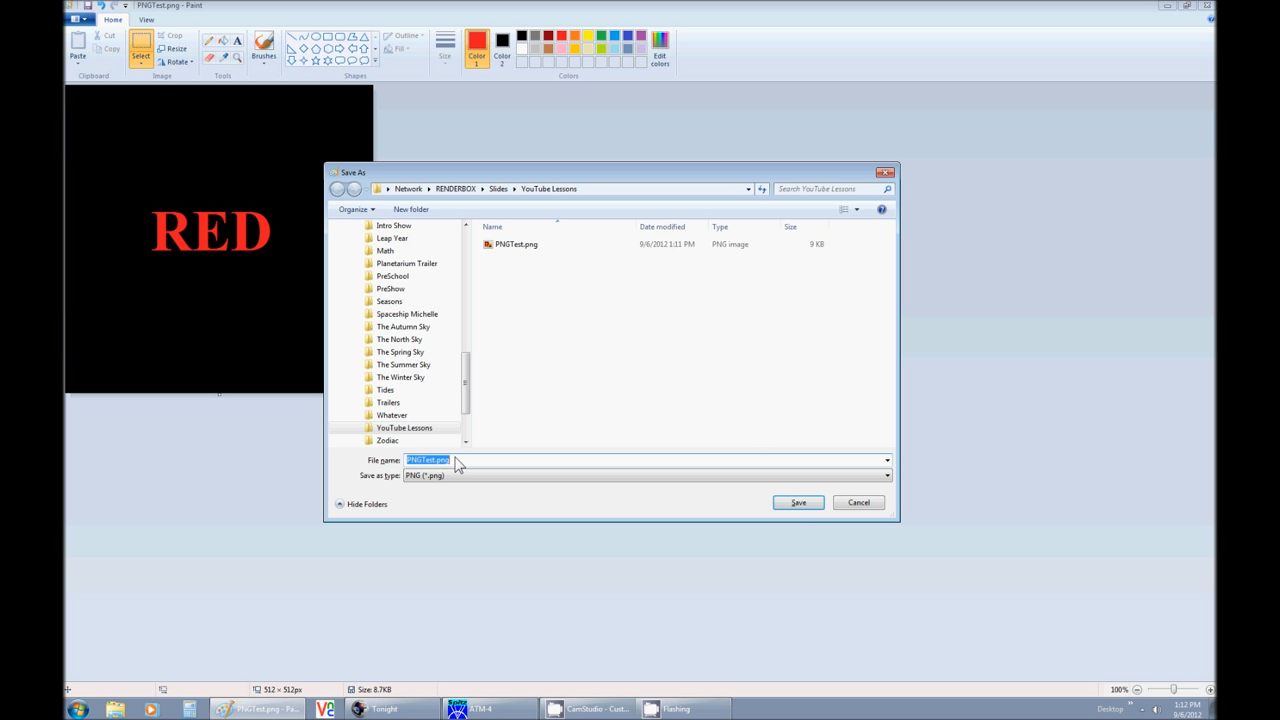 PNGTest.png - Paint
Home View
Cut
Copy
Paste
Clipboard
Select
Crop
Resize
Rotate
Image
A
Tools
Brushes
Outline
Fill
Shapes
Size
Color 1
Color 2
Edit colors
Colors
RED
Save As
Network RENDERBOX Slides YouTube Lessons
Search YouTube Lessons
Organize New folder
Name Date modified Type Size
PNGTest.png 9/6/2012 1:11 PM PNG image 9 KB
Intro Show
Leap Year
Math
Planetarium Trailer
PreSchool
PreShow
Seasons
Spaceship Michelle
The Autumn Sky
The North Sky
The Spring Sky
The Summer Sky
The Winter Sky
Tides
Trailers
Whatever
YouTube Lessons
Zodiac
File name: PNGTest.png
Save as type: PNG (*.png)
Hide Folders Save Cancel
512 × 512px Size: 8.7KB 100%
PNGTest.png - Pa... Tonight Spitz ATM-4 CamStudio - Cust... Flashing Desktop 1:12 PM
9/6/2012